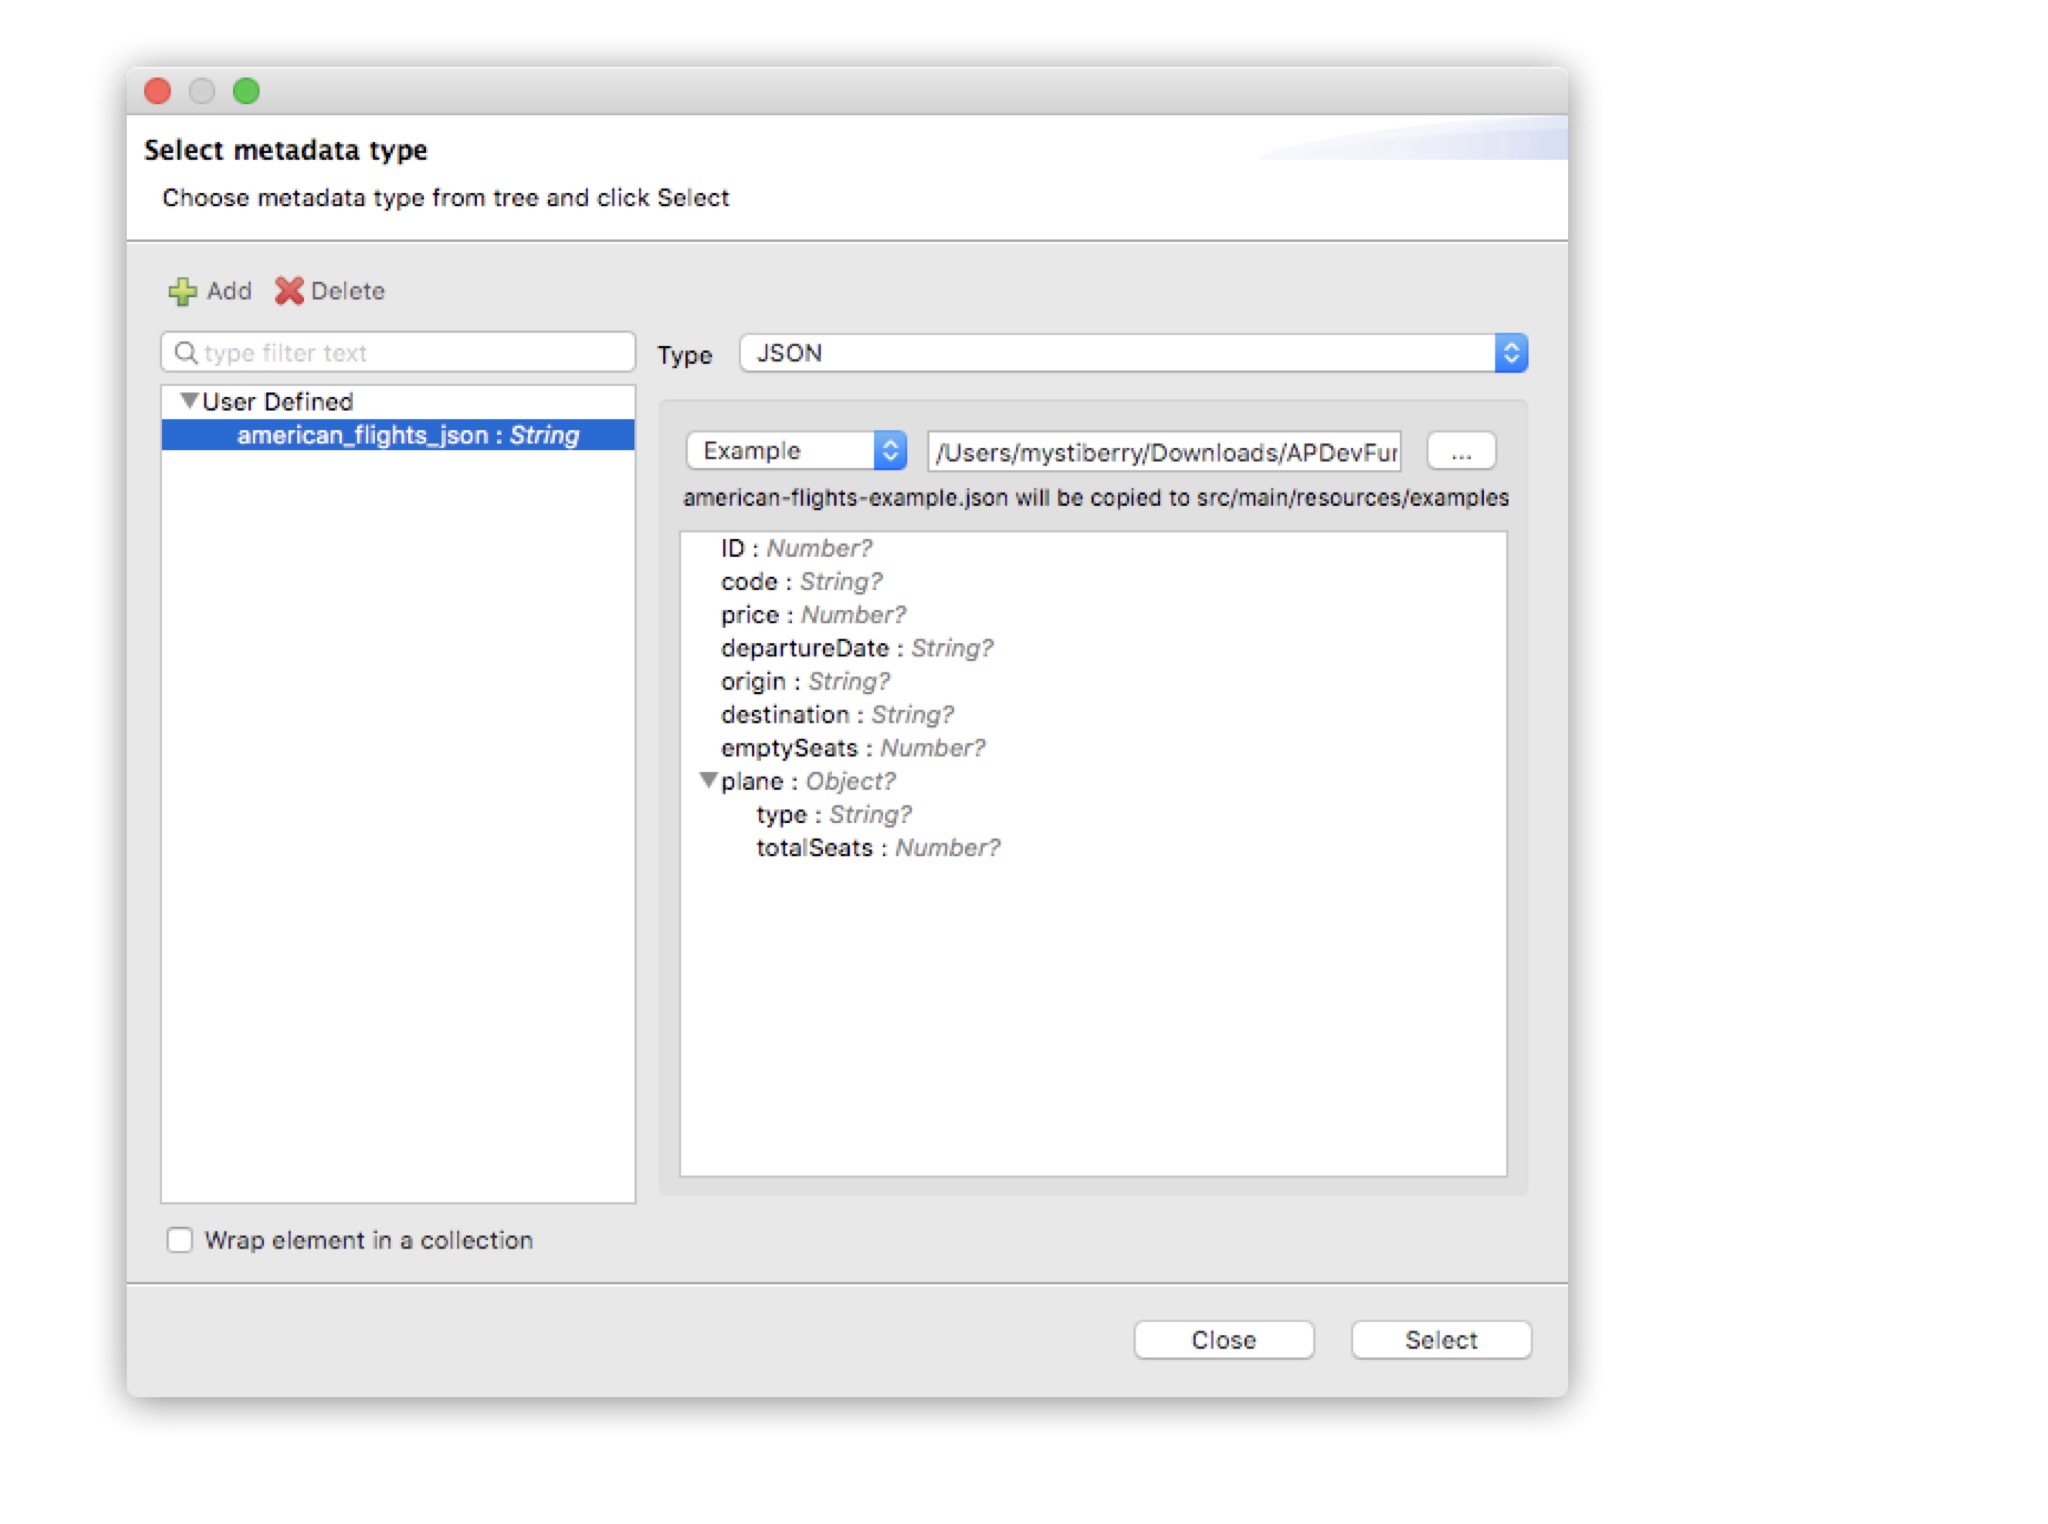 Select metadata type
Choose metadata type from tree and click Select
Add Delete
type filter text
Type JSON
User Defined
american_flights_json : String
Example /Users/mystiberry/Downloads/APDevFur ...
american-flights-example.json will be copied to src/main/resources/examples
ID : Number?
code : String?
price : Number?
departureDate : String?
origin : String?
destination : String?
emptySeats : Number?
plane : Object?
type : String?
totalSeats : Number?
Wrap element in a collection
Close Select